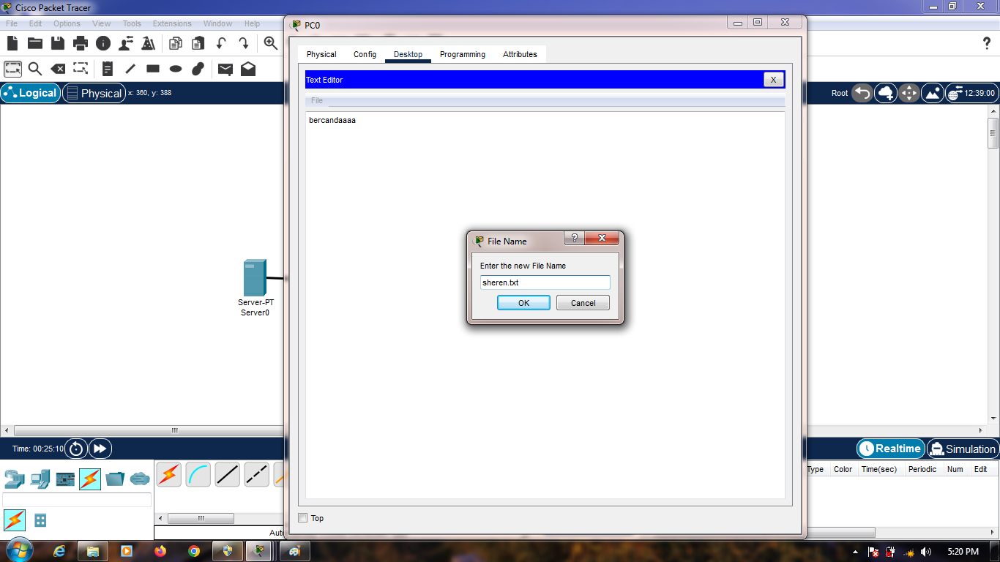 Cisco Packet Tracer
File Edit Options View Tools Extensions Window Help
Logical Physical x: 360, y: 388
Root 12:39:00
PC0
Physical Config Desktop Programming Attributes
Text Editor X
File
bercandaaaa
File Name
Enter the new File Name
sheren.txt
OK Cancel
Server-PT
Server0
Top
Time: 00:25:10
Realtime Simulation
Type Color Time(sec) Periodic Num Edit
Auto
5:20 PM